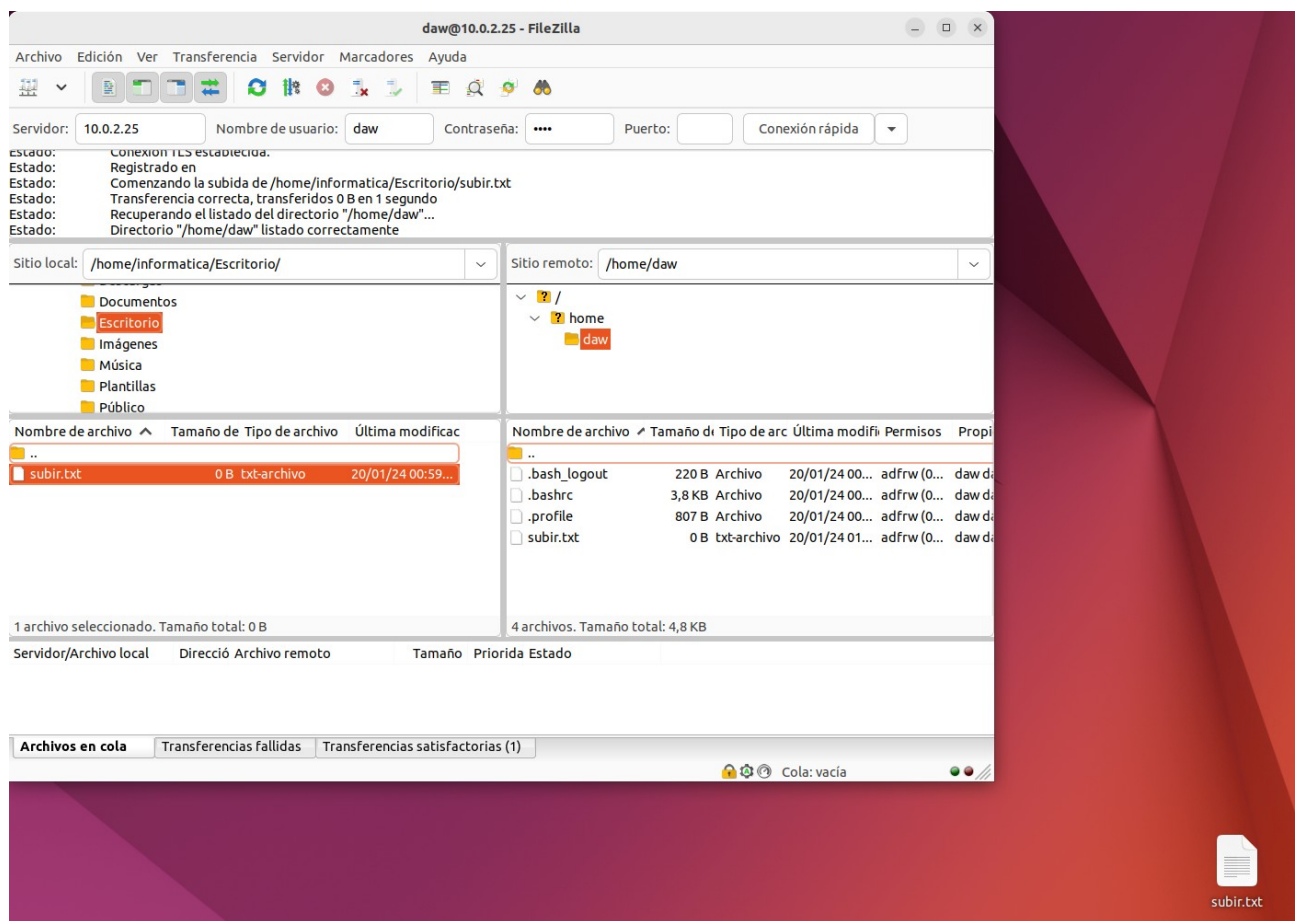 daw@10.0.2.25 - FileZilla
Archivo Edición Ver Transferencia Servidor Marcadores Ayuda
Servidor: 10.0.2.25 Nombre de usuario: daw Contraseña: •••• Puerto: Conexión rápida
Estado: Conexión TLS establecida.
Estado: Registrado en
Estado: Comenzando la subida de /home/informatica/Escritorio/subir.txt
Estado: Transferencia correcta, transferidos 0 B en 1 segundo
Estado: Recuperando el listado del directorio "/home/daw"...
Estado: Directorio "/home/daw" listado correctamente
Sitio local: /home/informatica/Escritorio/
Documentos
Escritorio
Imágenes
Música
Plantillas
Público
Sitio remoto: /home/daw
/
home
daw
Nombre de archivo Tamaño de Tipo de archivo Última modificac
..
subir.txt 0 B txt-archivo 20/01/24 00:59...
1 archivo seleccionado. Tamaño total: 0 B
Nombre de archivo Tamaño de Tipo de arc Última modifi Permisos Propi
..
.bash_logout 220 B Archivo 20/01/24 00... adfrw (0... daw da
.bashrc 3,8 KB Archivo 20/01/24 00... adfrw (0... daw da
.profile 807 B Archivo 20/01/24 00... adfrw (0... daw da
subir.txt 0 B txt-archivo 20/01/24 01... adfrw (0... daw da
4 archivos. Tamaño total: 4,8 KB
Servidor/Archivo local Direcció Archivo remoto Tamaño Priorida Estado
Archivos en cola Transferencias fallidas Transferencias satisfactorias (1)
Cola: vacía
subir.txt